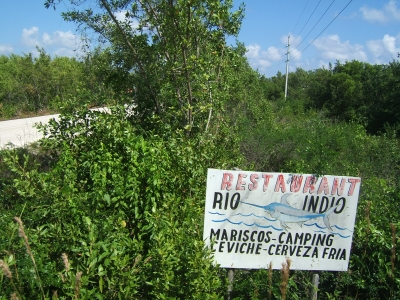 RESTAURANT
RIO INDIO
MARISCOS-CAMPING
CEVICHE-CERVEZA FRIA